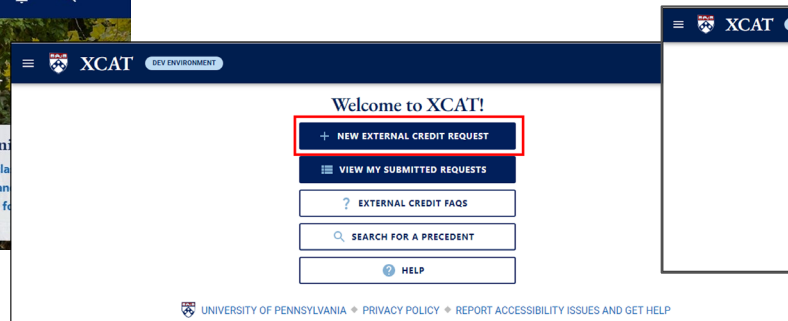 XCAT
XCAT DEV ENVIRONMENT
Welcome to XCAT!
+ NEW EXTERNAL CREDIT REQUEST
VIEW MY SUBMITTED REQUESTS
? EXTERNAL CREDIT FAQS
SEARCH FOR A PRECEDENT
? HELP
UNIVERSITY OF PENNSYLVANIA PRIVACY POLICY REPORT ACCESSIBILITY ISSUES AND GET HELP